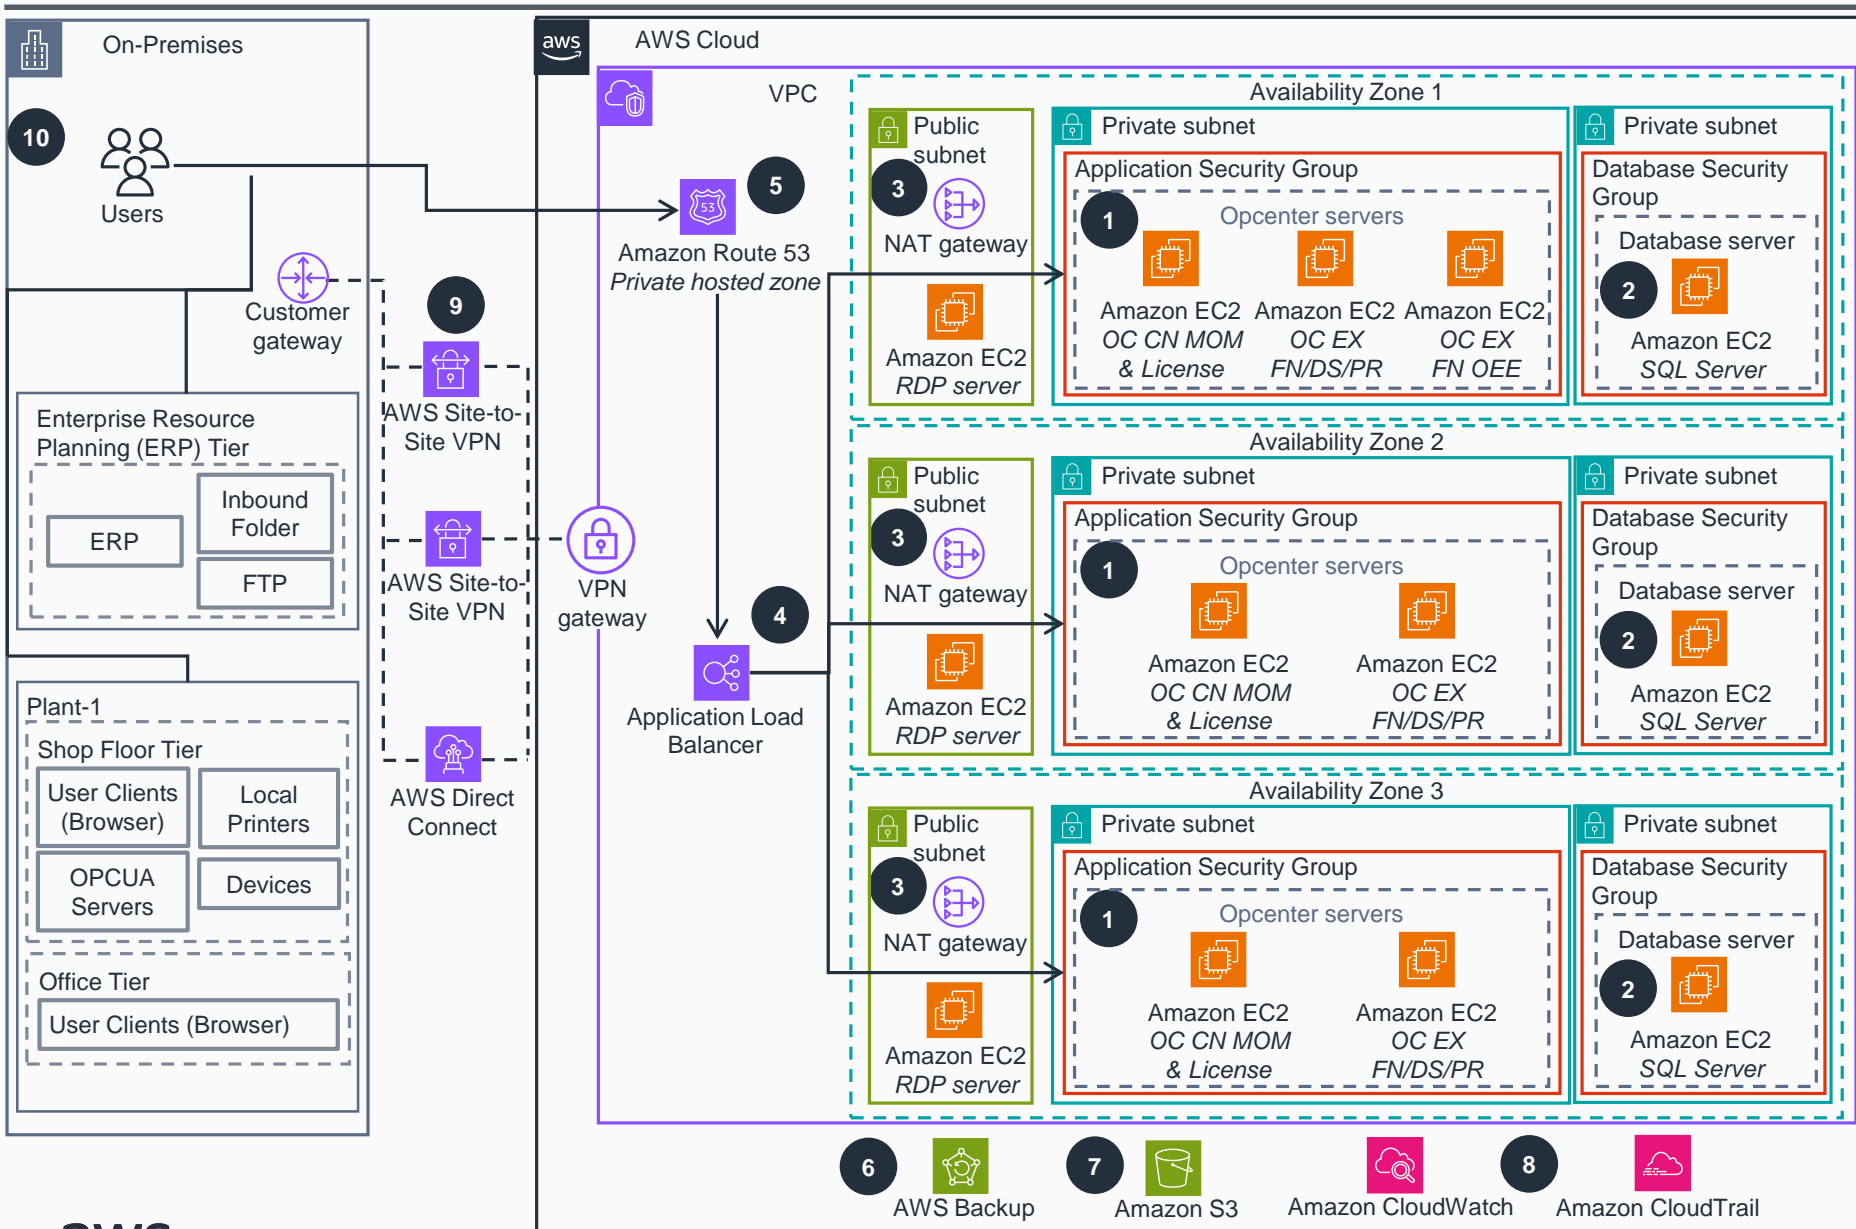 On-Premises
10
Users
Customer
gateway
Enterprise Resource
Planning (ERP) Tier
ERP
Inbound
Folder
FTP
Plant-1
Shop Floor Tier
User Clients
(Browser)
Local
Printers
OPCUA
Servers
Devices
Office Tier
User Clients (Browser)
9
AWS Site-to-
Site VPN
AWS Site-to-
Site VPN
AWS Direct
Connect
aws
AWS Cloud
VPC
53
5
Amazon Route 53
Private hosted zone
VPN
gateway
4
Application Load
Balancer
Availability Zone 1
Public
subnet
3
NAT gateway
Amazon EC2
RDP server
Private subnet
Application Security Group
1
Opcenter servers
Amazon EC2
OC CN MOM
& License
Amazon EC2
OC EX
FN/DS/PR
Amazon EC2
OC EX
FN OEE
Private subnet
Database Security
Group
Database server
2
Amazon EC2
SQL Server
Availability Zone 2
Public
subnet
3
NAT gateway
Amazon EC2
RDP server
Private subnet
Application Security Group
1
Opcenter servers
Amazon EC2
OC CN MOM
& License
Amazon EC2
OC EX
FN/DS/PR
Private subnet
Database Security
Group
Database server
2
Amazon EC2
SQL Server
Availability Zone 3
Public
subnet
3
NAT gateway
Amazon EC2
RDP server
Private subnet
Application Security Group
1
Opcenter servers
Amazon EC2
OC CN MOM
& License
Amazon EC2
OC EX
FN/DS/PR
Private subnet
Database Security
Group
Database server
2
Amazon EC2
SQL Server
6
AWS Backup
7
Amazon S3
Amazon CloudWatch
8
Amazon CloudTrail
aws